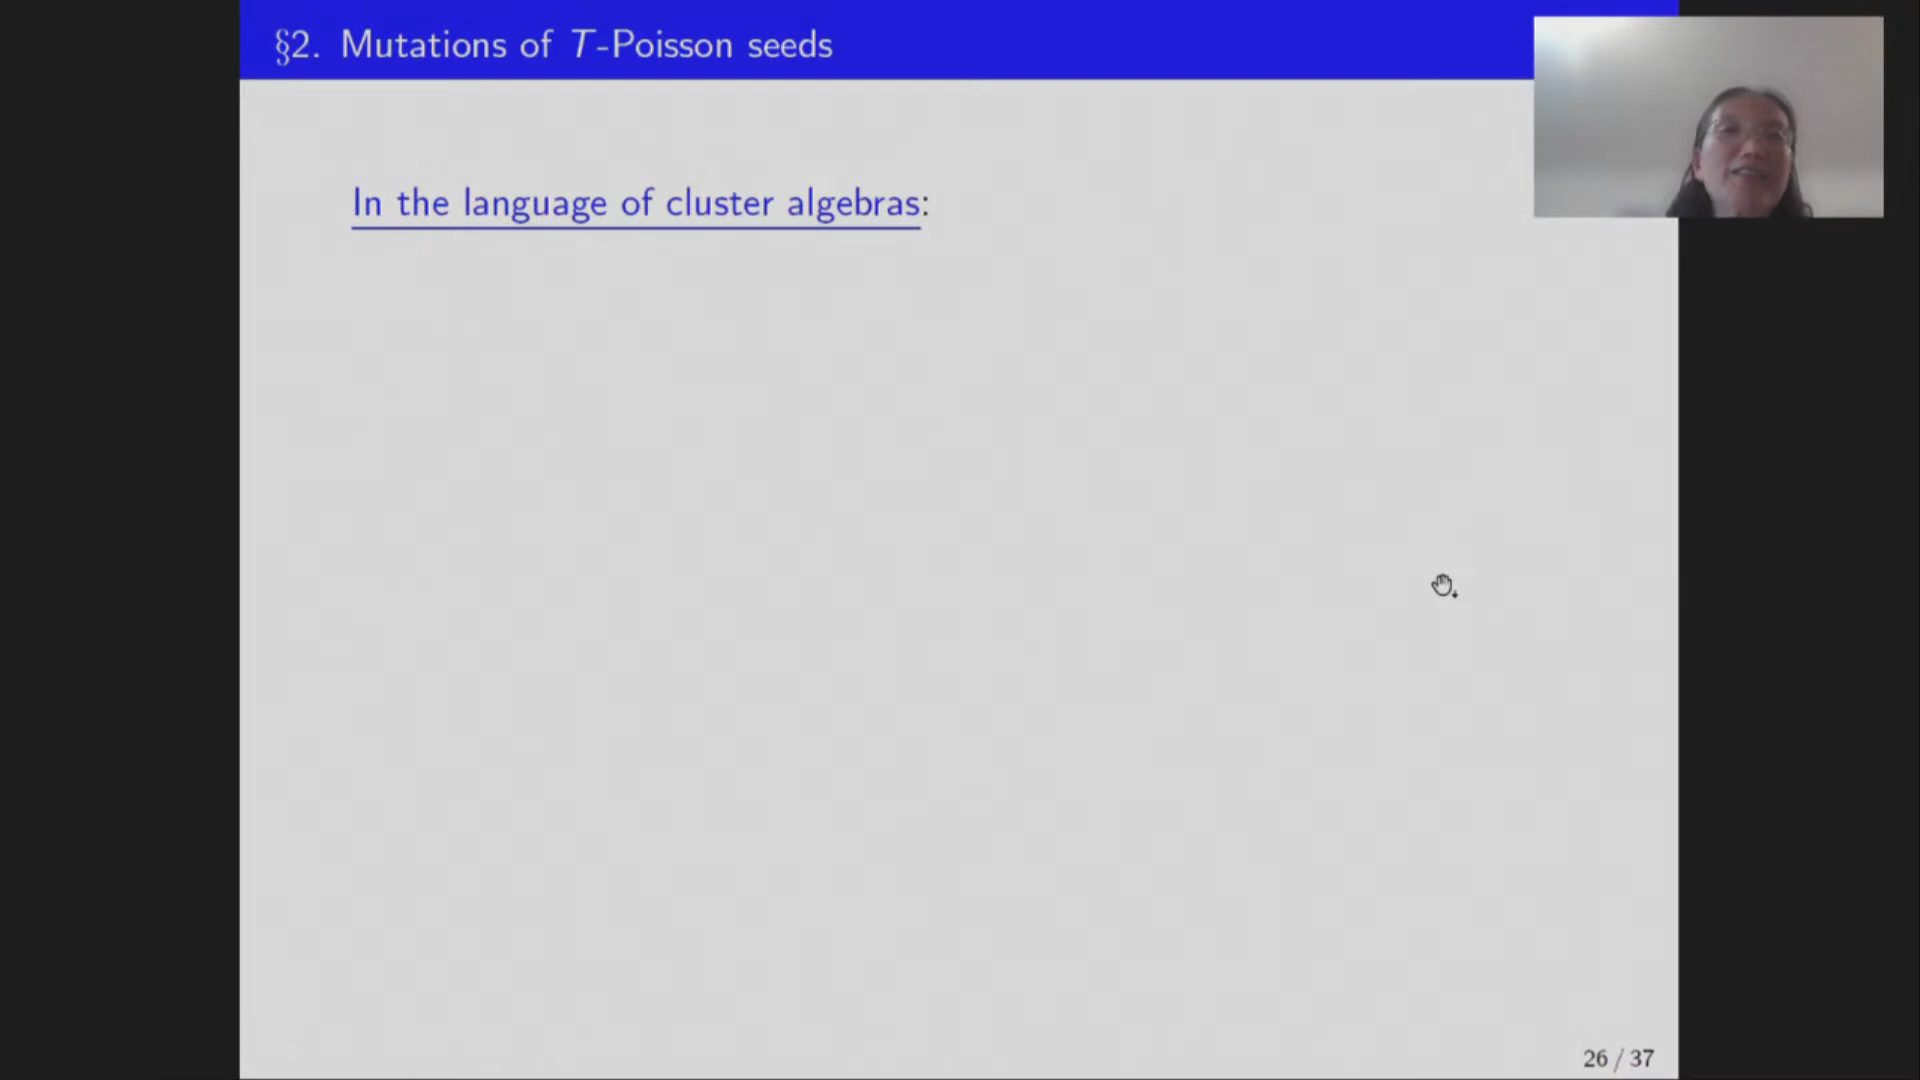 §2. Mutations of T-Poisson seeds
In the language of cluster algebras:
26 / 37